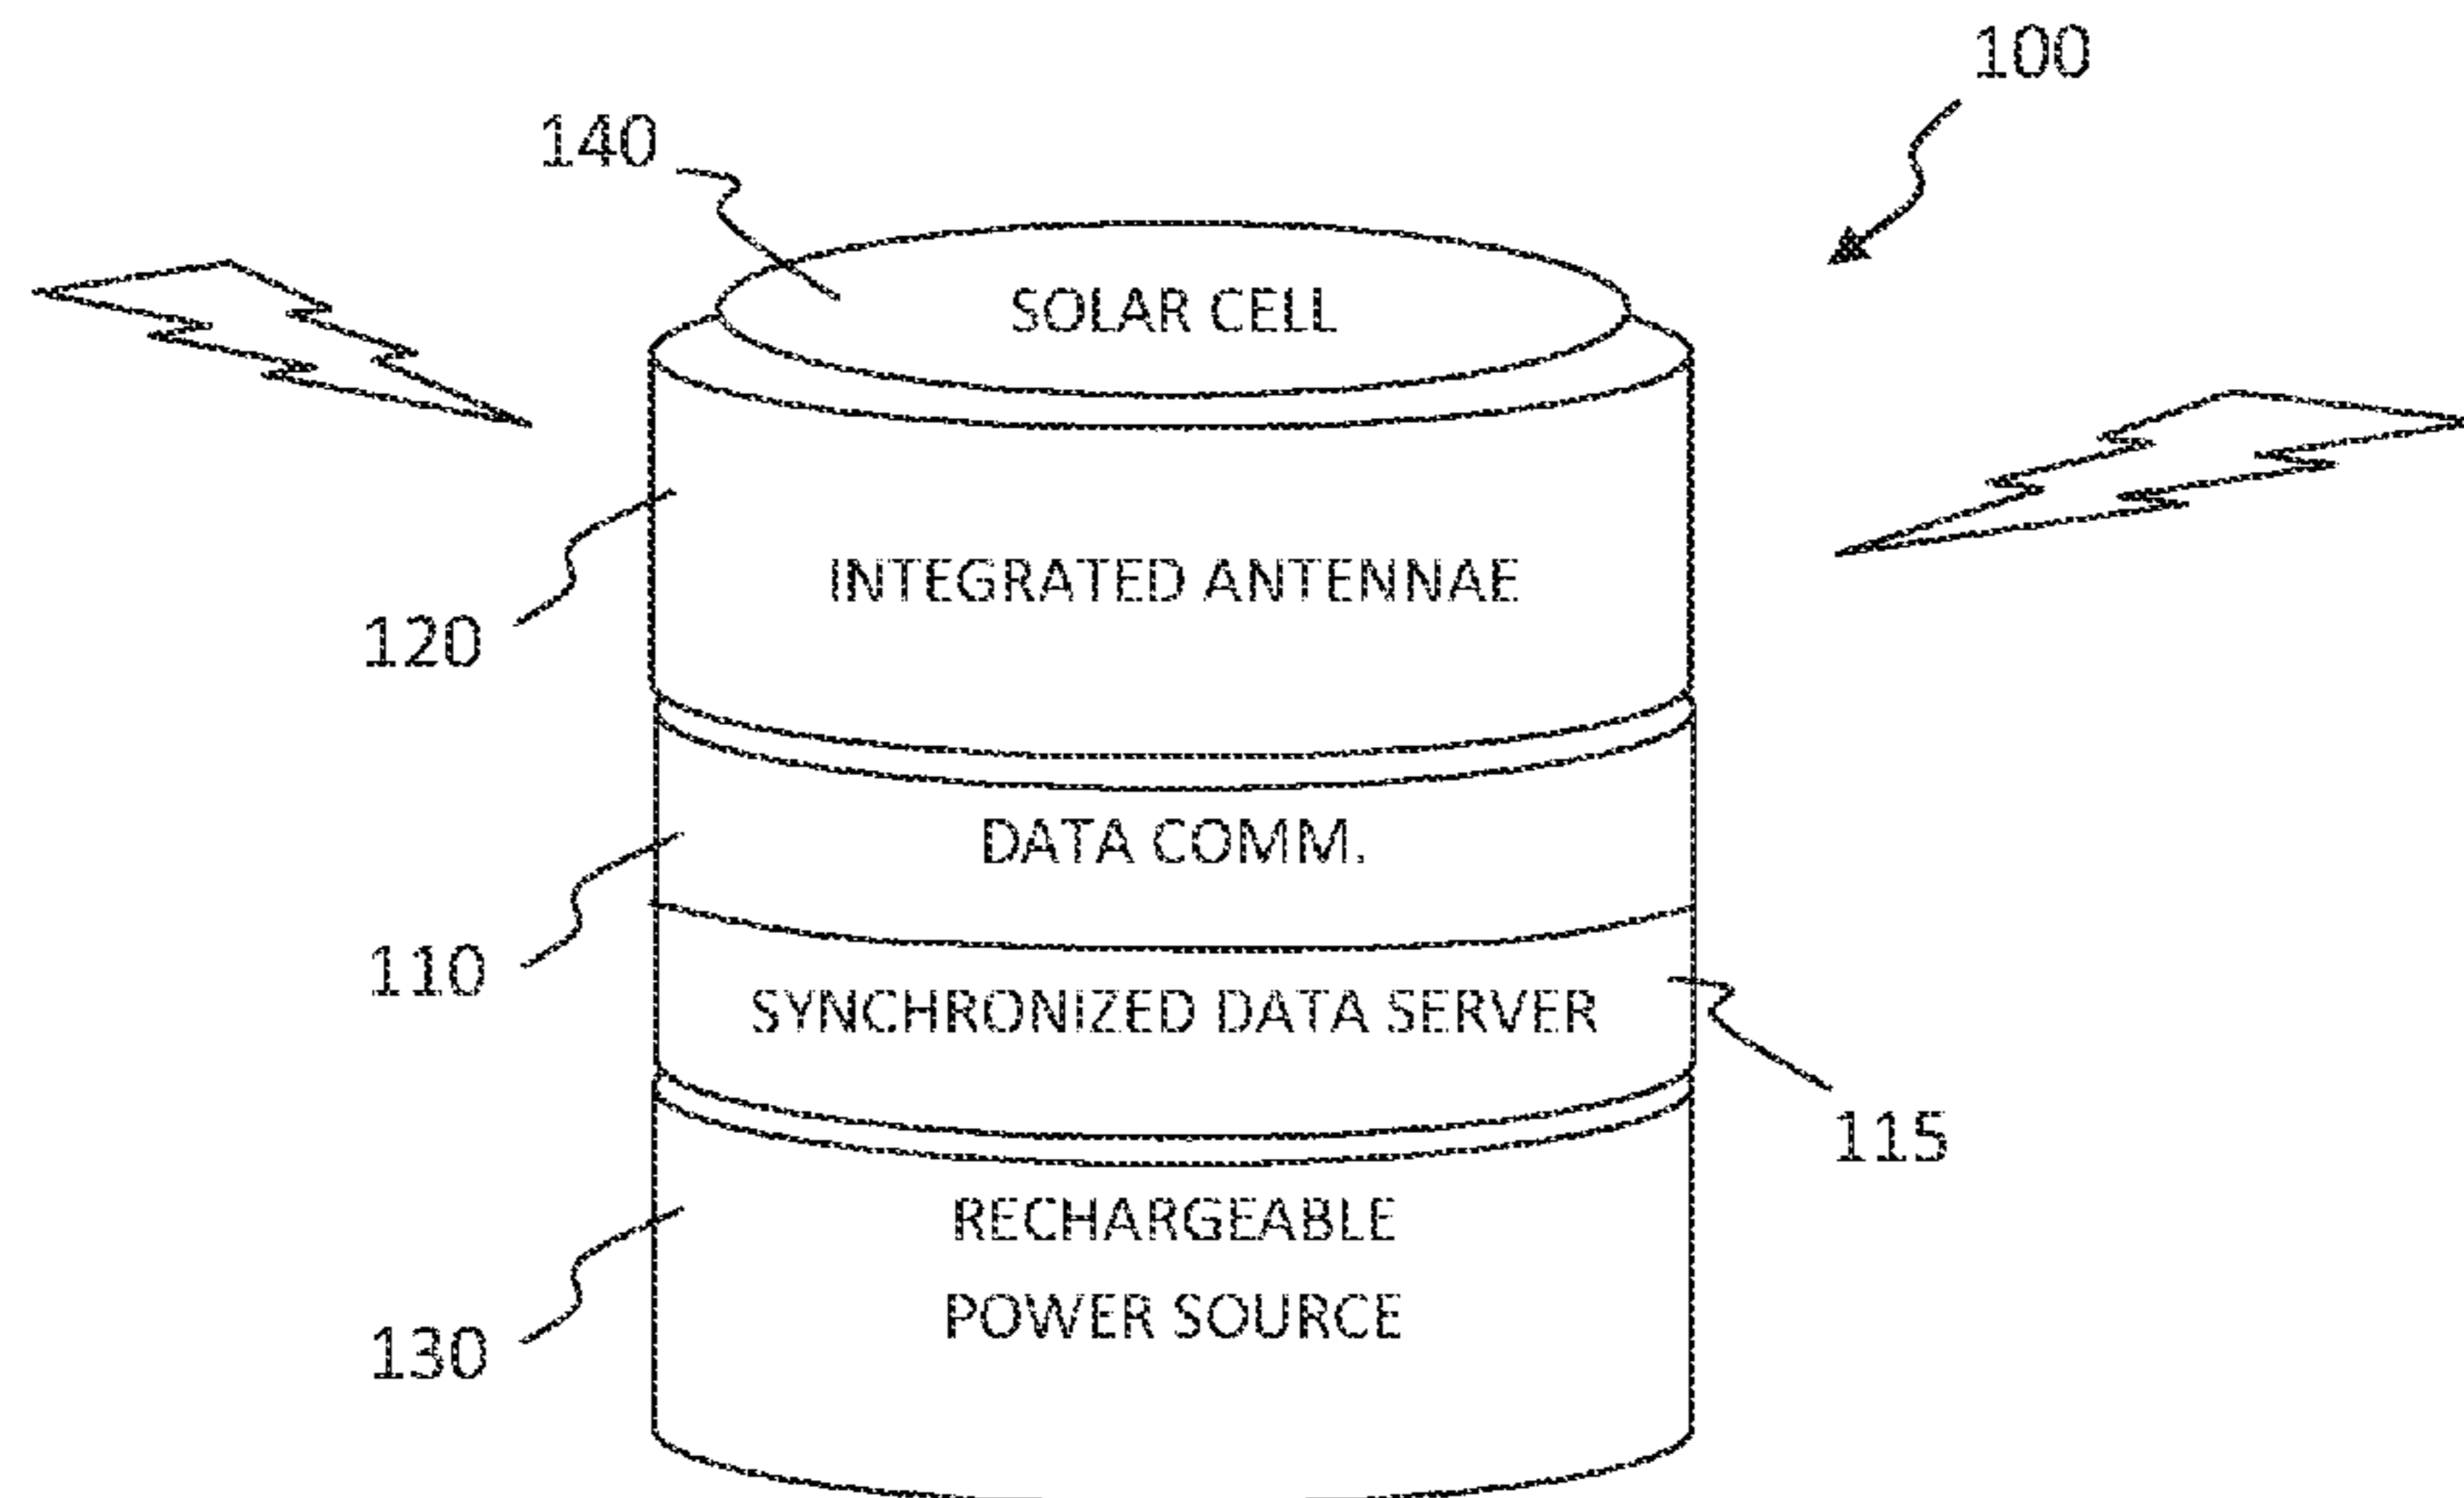 100
140
SOLAR CELL
INTEGRATED ANTENNAE
120
DATA COMM.
110
SYNCHRONIZED DATA SERVER
115
RECHARGEABLE
POWER SOURCE
130